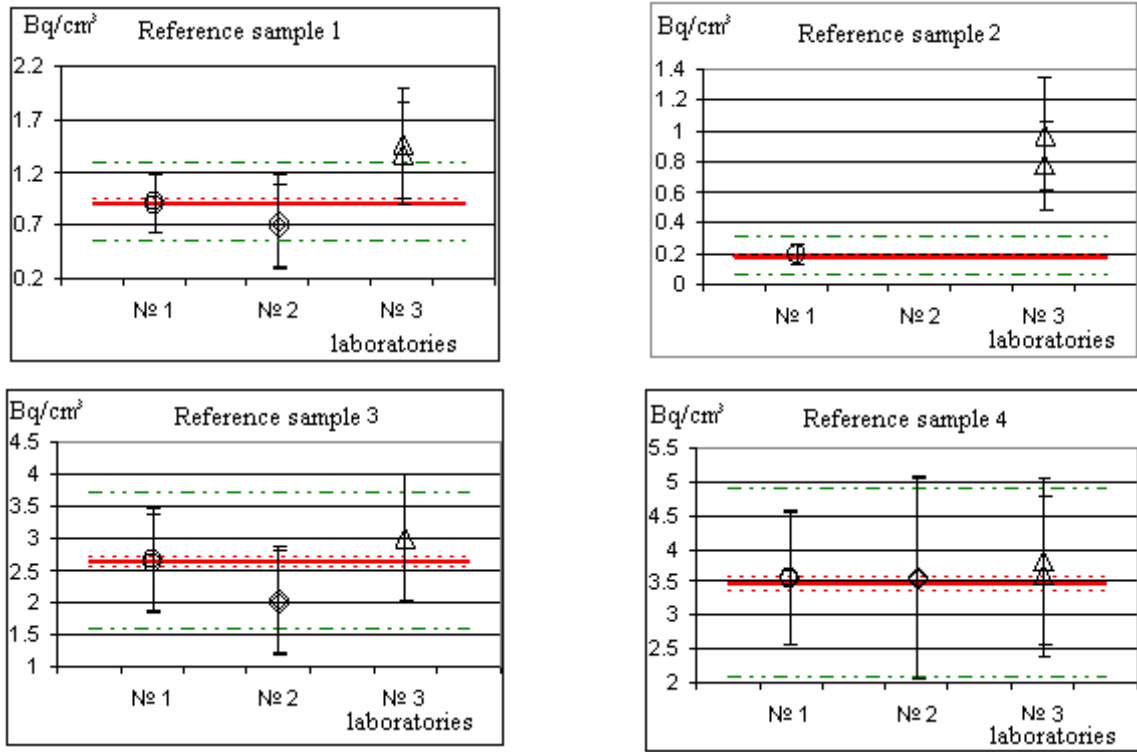 Bq/cm³
Reference sample 1
2.2
1.7
1.2
0.7
0.2
№ 1 № 2 № 3
laboratories
Bq/cm³
Reference sample 2
1.4
1.2
1
0.8
0.6
0.4
0.2
0
№ 1 № 2 № 3
laboratories
Bq/cm³
Reference sample 3
4.5
4
3.5
3
2.5
2
1.5
1
№ 1 № 2 № 3
laboratories
Bq/cm³
Reference sample 4
5.5
5
4.5
4
3.5
3
2.5
2
№ 1 № 2 № 3
laboratories